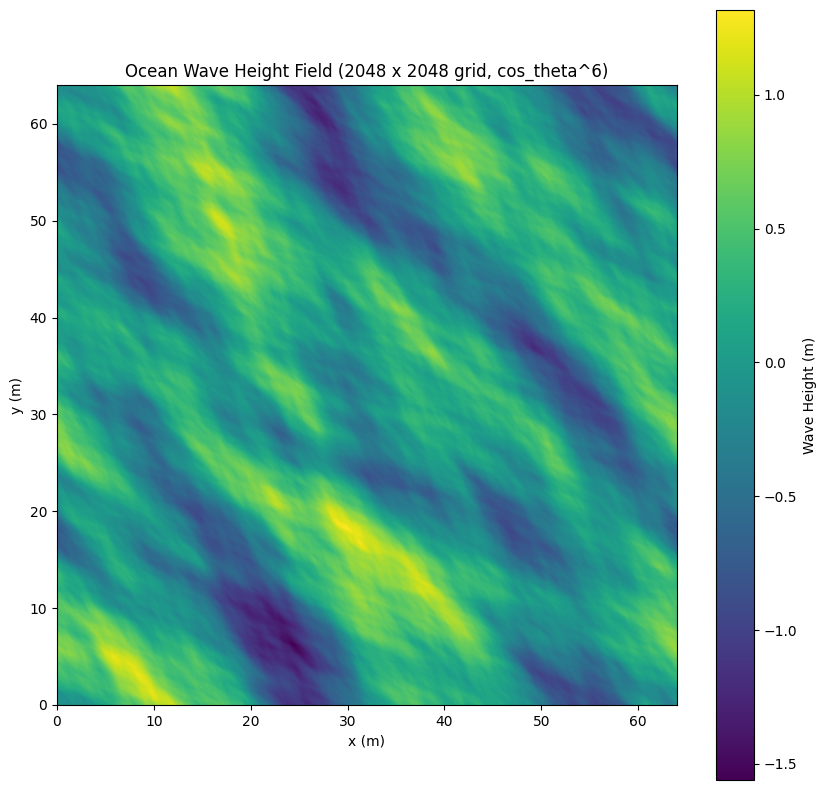 Ocean Wave Height Field (2048 x 2048 grid, cos_theta^6)
60
50
40
30
20
10
0
y (m)
0 10 20 30 40 50 60
x (m)
1.0
0.5
0.0
−0.5
−1.0
−1.5
Wave Height (m)